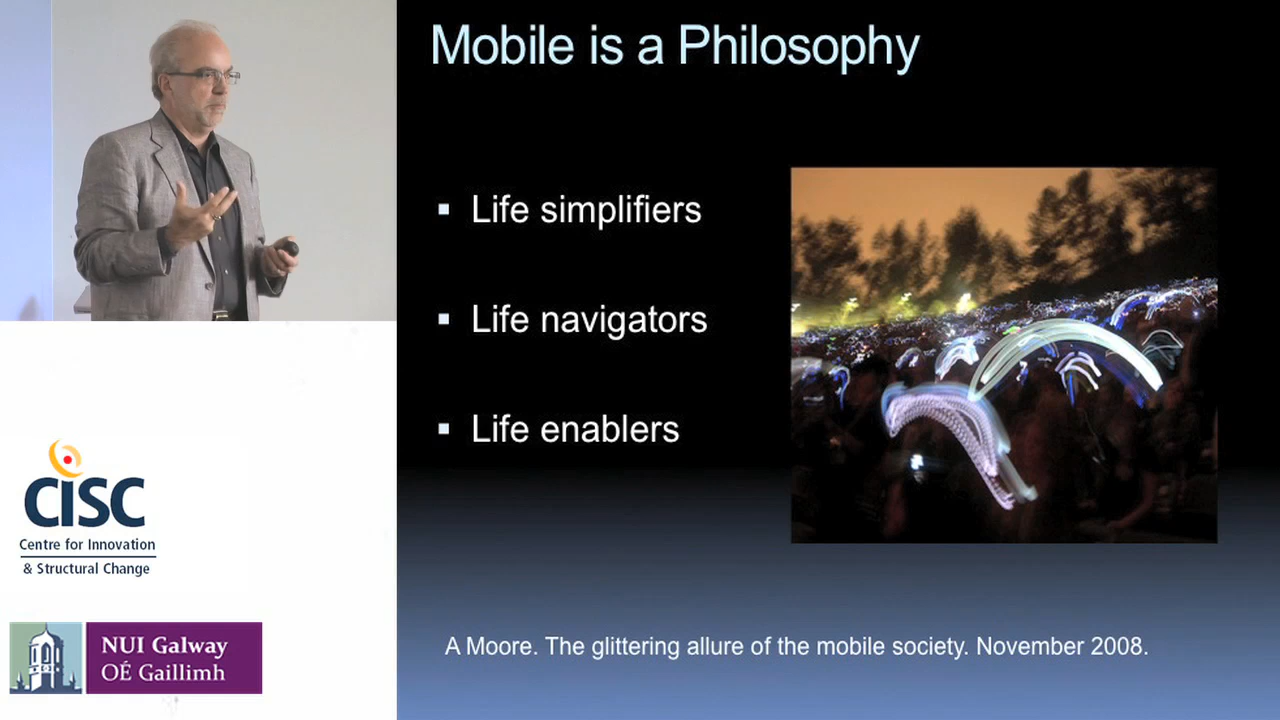 Mobile is a Philosophy
Life simplifiers
Life navigators
Life enablers
A Moore. The glittering allure of the mobile society. November 2008.
CISC
Centre for Innovation
& Structural Change
NUI Galway
OÉ Gaillimh